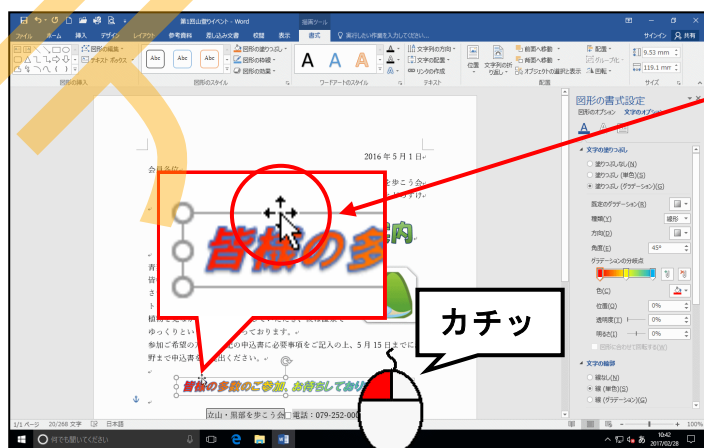 第1回山登りイベント - Word
描画ツール
サインイン 共有
ファイル ホーム 挿入 デザイン レイアウト 参考資料 差し込み文書 校閲 表示 書式 実行したい作業を入力してください...
図形の編集
テキスト ボックス
Abc Abc Abc
図形の塗りつぶし
図形の枠線
図形の効果
A A A
文字列の方向
文字の配置
リンクの作成
位置 文字列の折り返し
前面へ移動
背面へ移動
オブジェクトの選択と表示
配置
グループ化
回転
9.53 mm
119.1 mm
図形の挿入 図形のスタイル ワードアートのスタイル テキスト 配置 サイズ
2016 年 5 月 1 日
会員各位
を歩こう会
内
皆様の多
ゆっくりとい
っております。
参加ご希望の
の申込書に必要事項をご記入の上、5 月 15 日までに
野まで申込書を
出ください。
皆様の多数のご参加、お待ちしており
立山・黒部を歩こう会 電話：079-252-000
カチッ
図形の書式設定
図形のオプション 文字のオプション
文字の塗りつぶし
塗りつぶしなし(N)
塗りつぶし (単色)(S)
塗りつぶし (グラデーション)(G)
既定のグラデーション(R)
種類(Y) 線形
方向(D)
角度(E) 45°
グラデーションの分岐点
色(C)
位置(O) 0%
透明度(T) 0%
明るさ(I) 0%
図形に合わせて回転する(W)
文字の輪郭
線なし(N)
線 (単色)(S)
線 (グラデーション)(G)
1/1 ページ 20/268 文字 日本語
100%
何でも聞いてください
10:42
2017/02/28